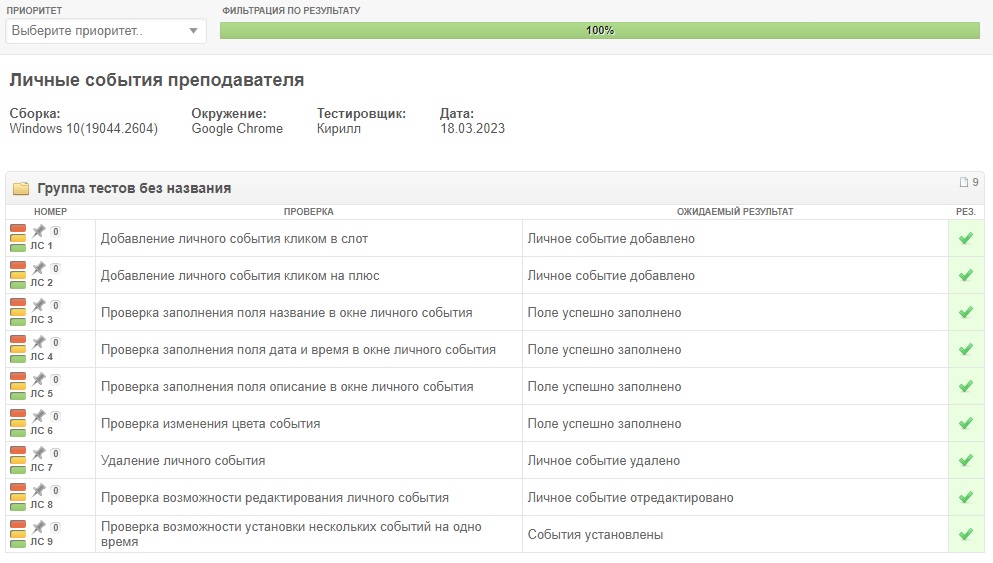 ПРИОРИТЕТ
ФИЛЬТРАЦИЯ ПО РЕЗУЛЬТАТУ
Выберите приоритет..
100%
Личные события преподавателя
Сборка: Окружение: Тестировщик: Дата:
Windows 10(19044.2604) Google Chrome Кирилл 18.03.2023
Группа тестов без названия 9
НОМЕР ПРОВЕРКА ОЖИДАЕМЫЙ РЕЗУЛЬТАТ РЕЗ.
0
ЛС 1 Добавление личного события кликом в слот Личное событие добавлено
0
ЛС 2 Добавление личного события кликом на плюс Личное событие добавлено
0
ЛС 3 Проверка заполнения поля название в окне личного события Поле успешно заполнено
0
ЛС 4 Проверка заполнения поля дата и время в окне личного события Поле успешно заполнено
0
ЛС 5 Проверка заполнения поля описание в окне личного события Поле успешно заполнено
0
ЛС 6 Проверка изменения цвета события Поле успешно заполнено
0
ЛС 7 Удаление личного события Личное событие удалено
0
ЛС 8 Проверка возможности редактирования личного события Личное событие отредактировано
0
ЛС 9 Проверка возможности установки нескольких событий на одно
время События установлены